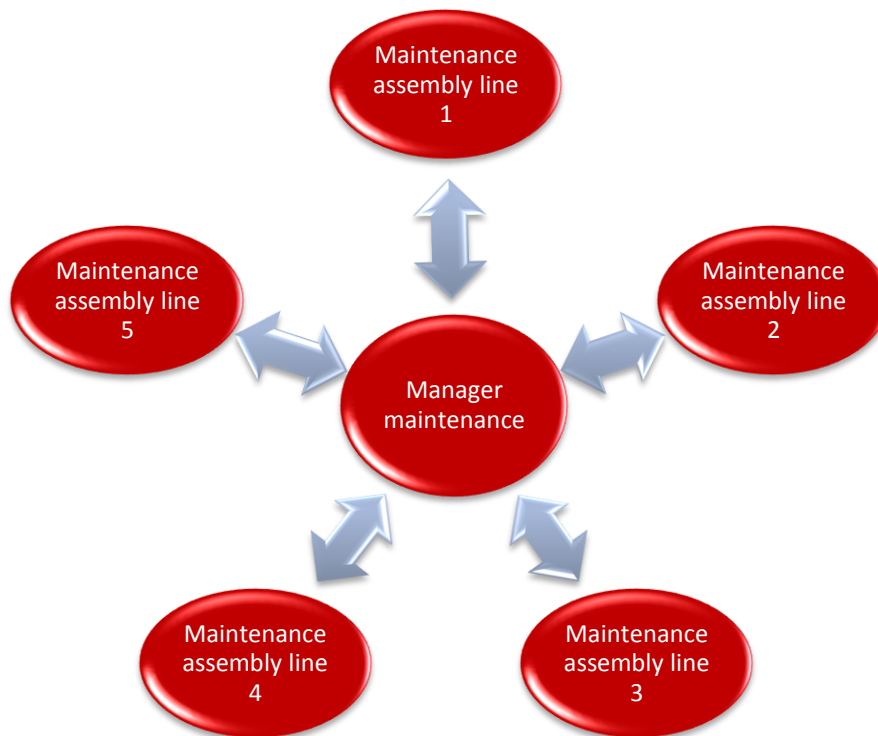 Maintenance
assembly line
1
Maintenance
assembly line
5
Maintenance
assembly line
2
Manager
maintenance
Maintenance
assembly line
4
Maintenance
assembly line
3